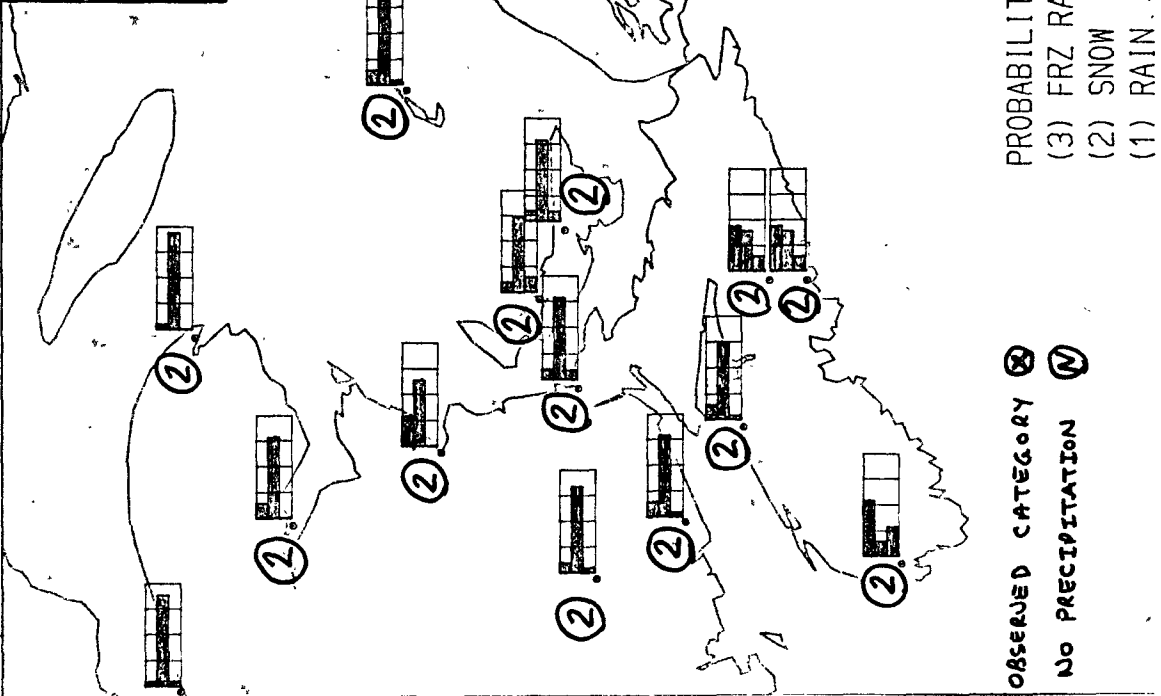 ②
②
②
②
②
②
②
②
②
②
②
②
②
PROBABILIT
(3) FRZ RA
(2) SNOW
(1) RAIN
OBSERVED CATEGORY ⓧ
NO PRECIPITATION Ⓝ